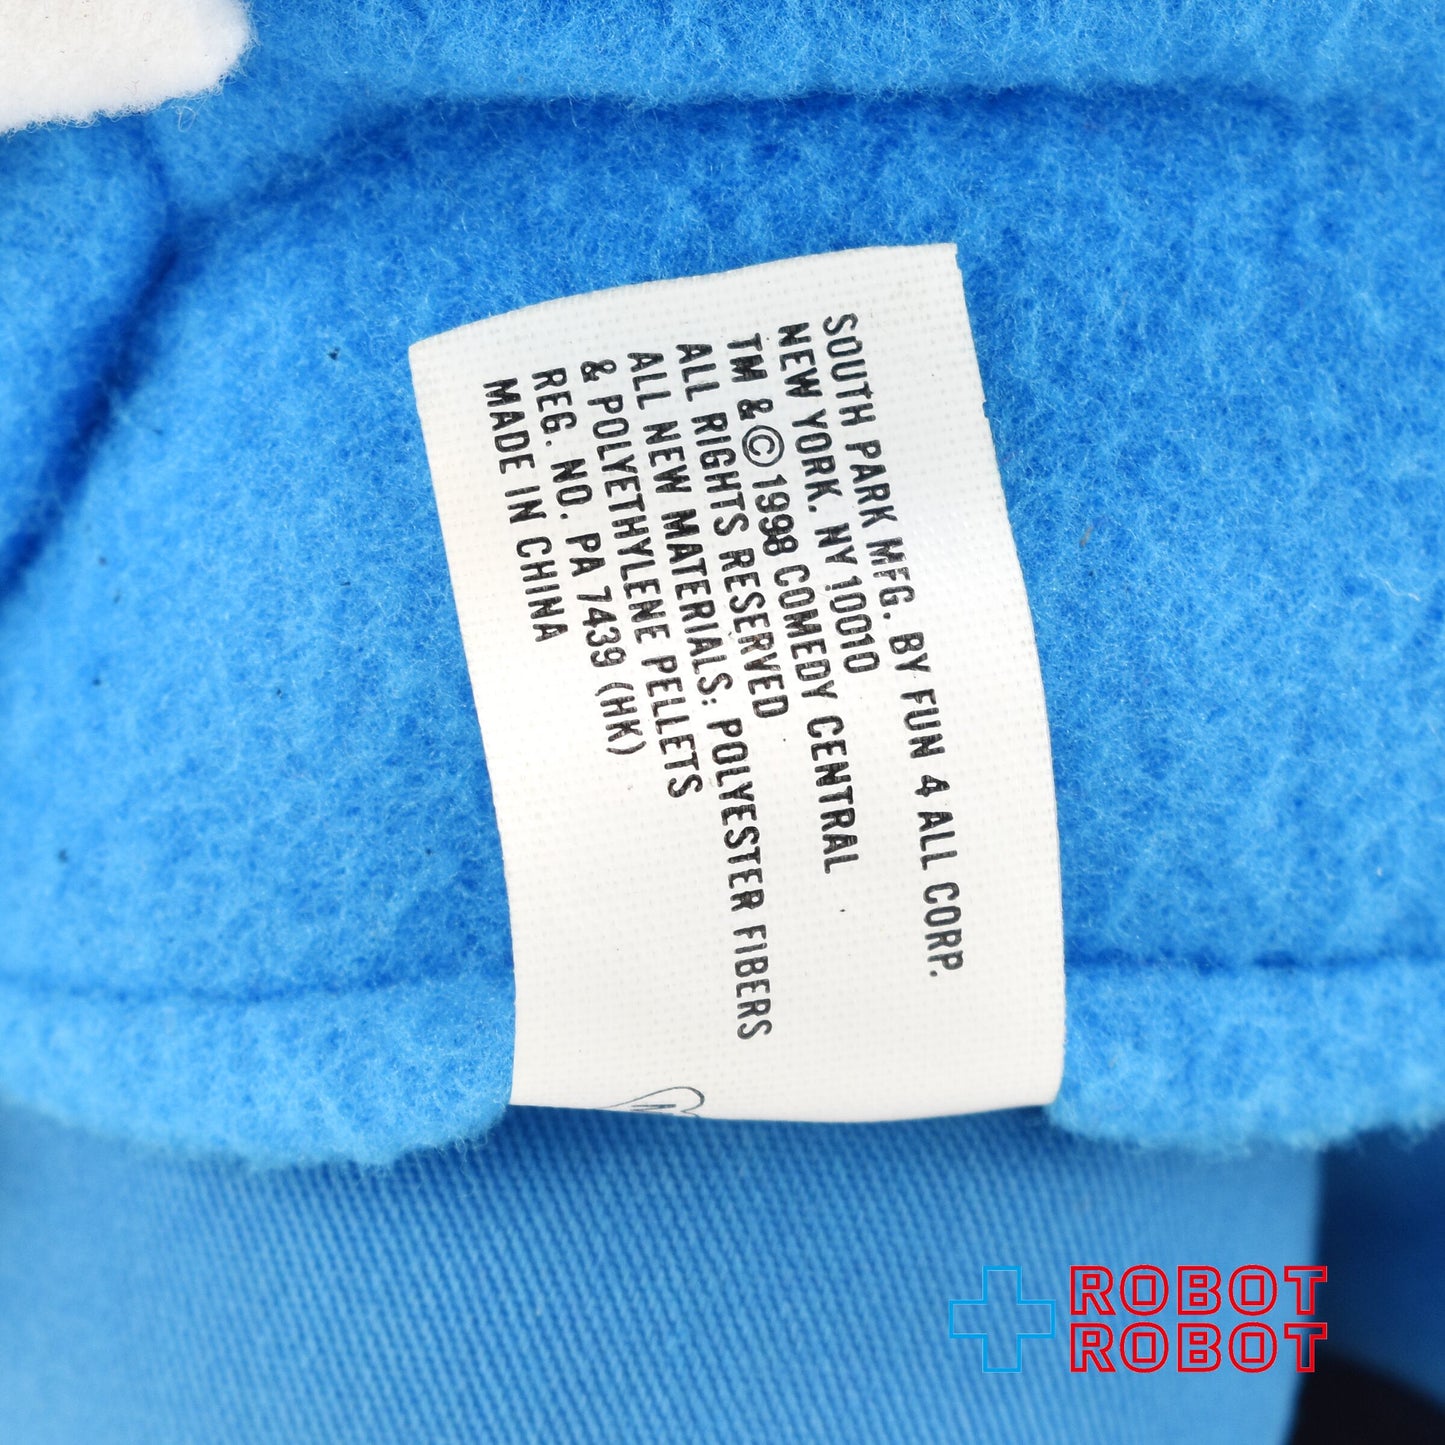 SOUTH PARK MFG. BY FUN 4 ALL CORP.
NEW YORK. NY 10010
TM & © 1998 COMEDY CENTRAL
ALL RIGHTS RESERVED
ALL NEW MATERIALS: POLYESTER FIBERS
& POLYETHYLENE PELLETS
REG. NO. PA 7439 (HK)
MADE IN CHINA
ROBOT
ROBOT